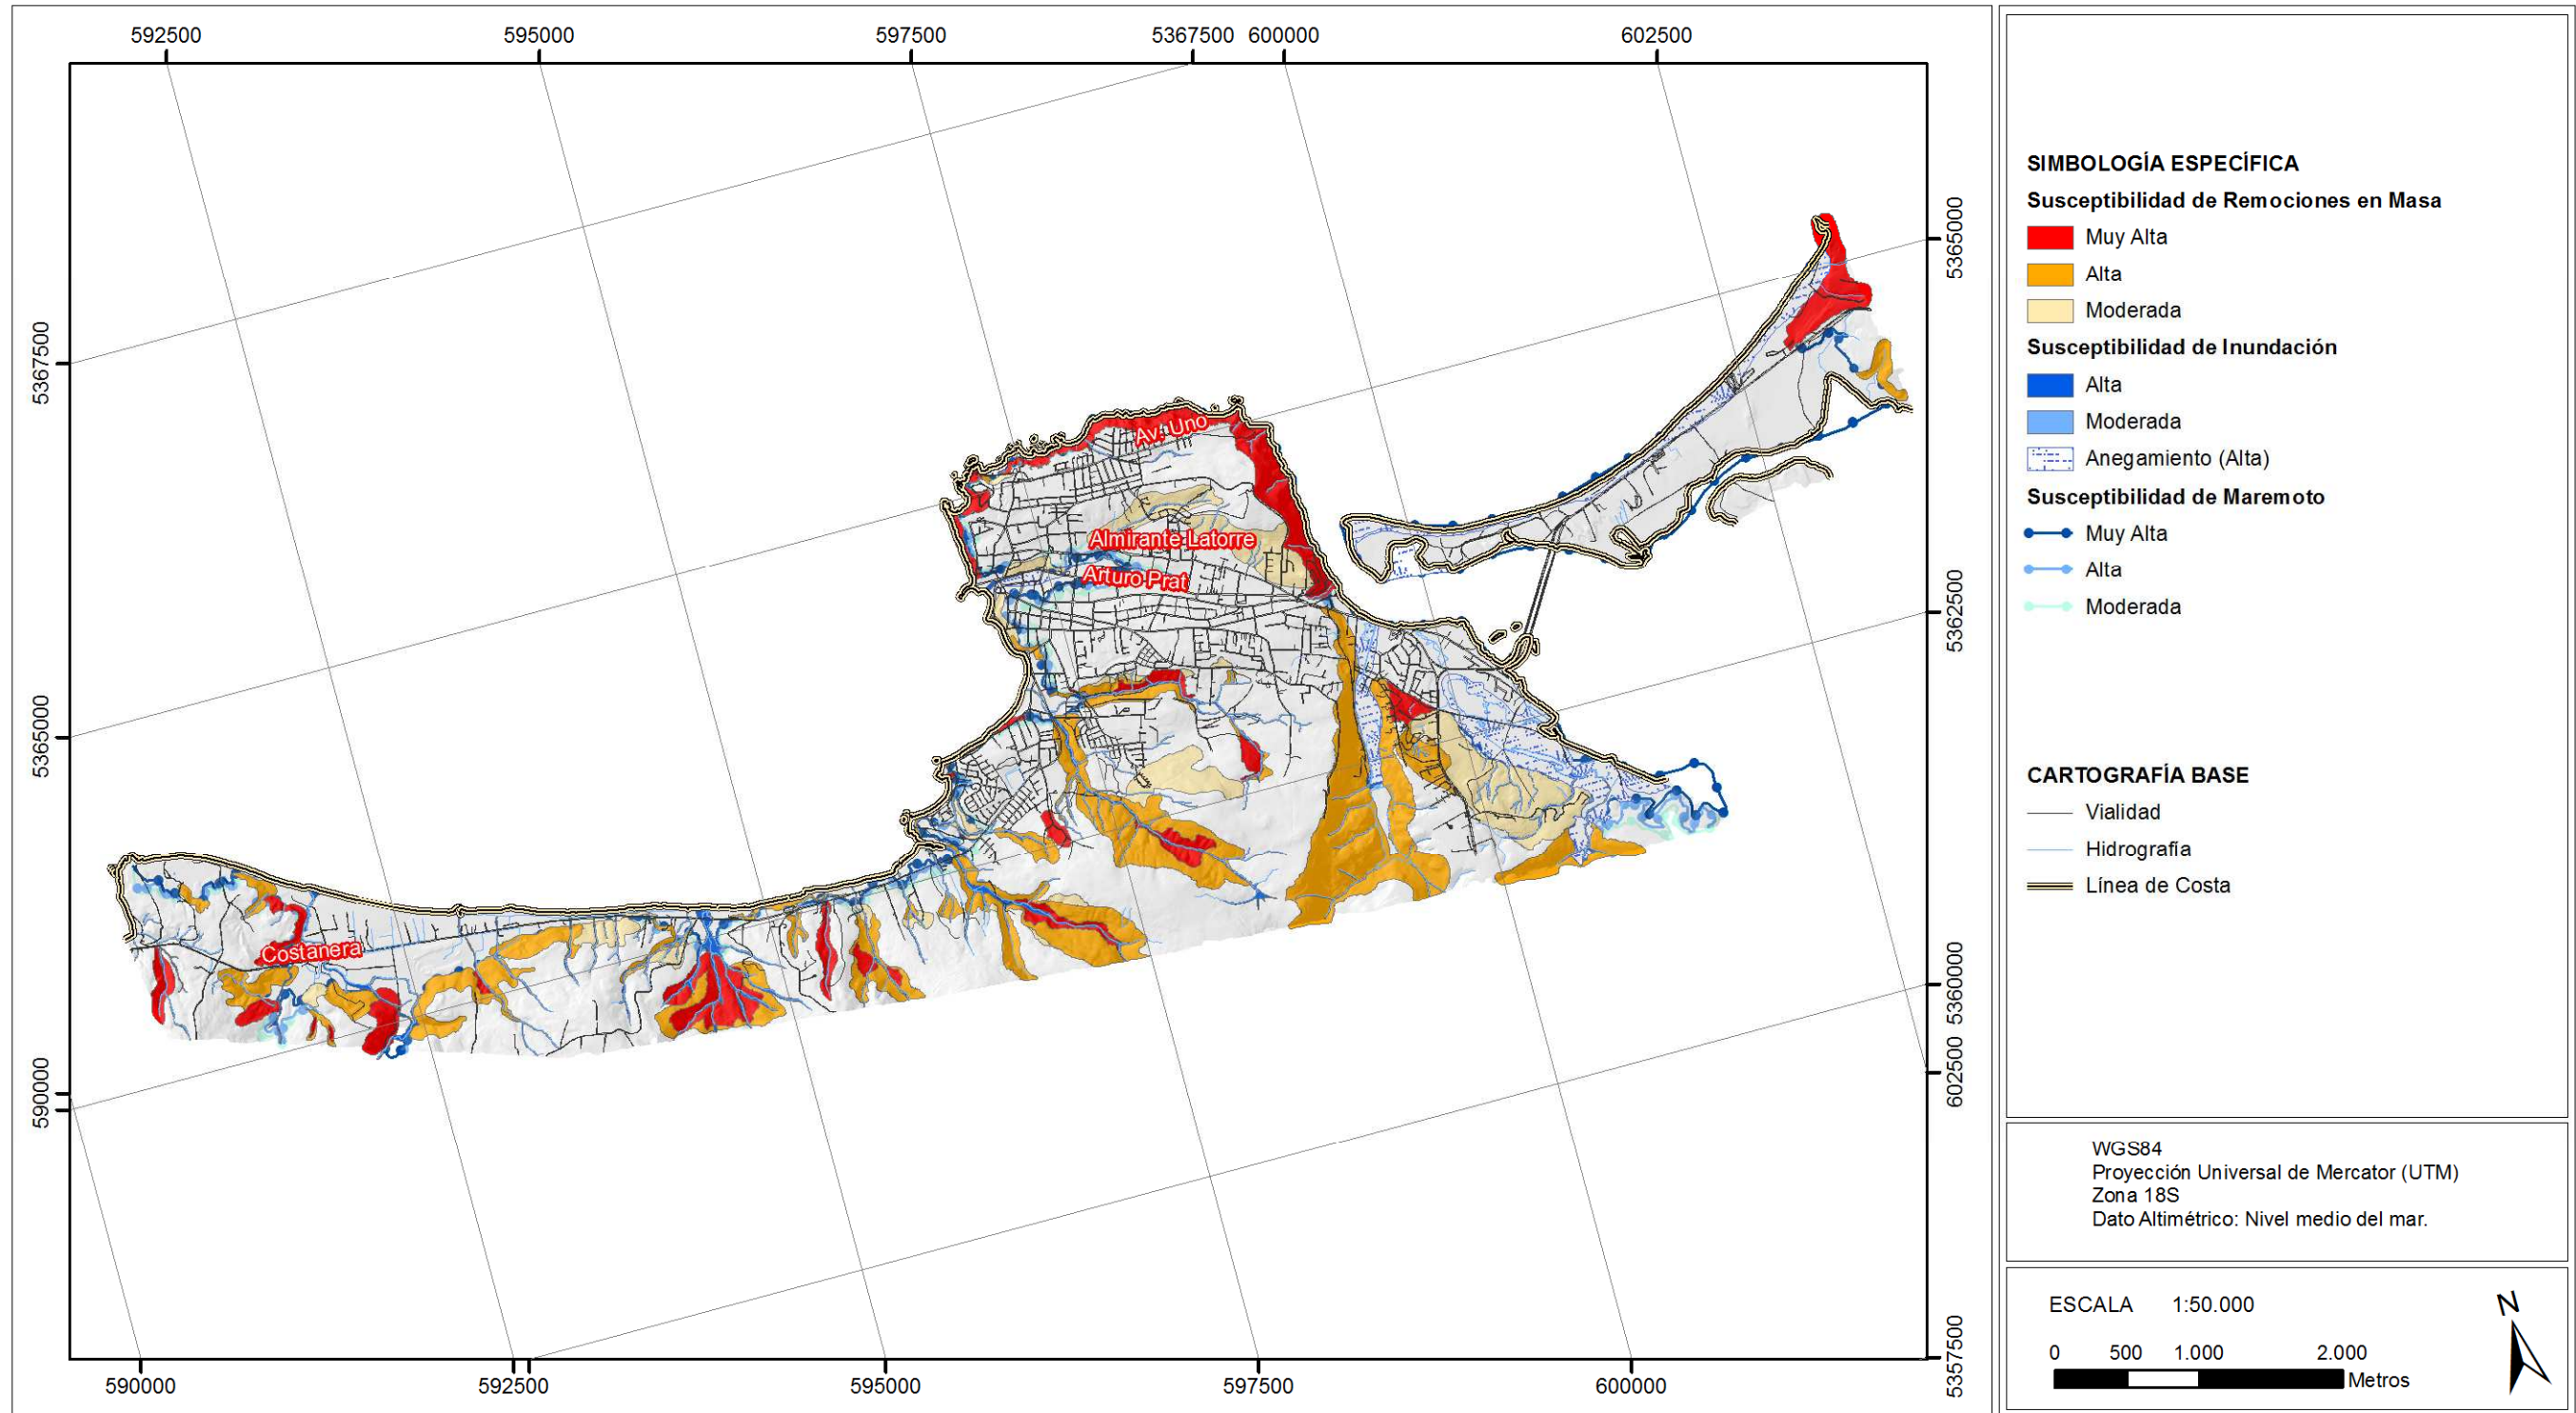 592500 595000 597500 5367500 600000 602500
5367500
5365000
590000
5365000
5362500
5360000
602500
5357500
590000 592500 595000 597500 600000
Av. Uno
Almirante Latorre
Arturo Prat
Costanera
SIMBOLOGÍA ESPECÍFICA
Susceptibilidad de Remociones en Masa
Muy Alta
Alta
Moderada
Susceptibilidad de Inundación
Alta
Moderada
Anegamiento (Alta)
Susceptibilidad de Maremoto
Muy Alta
Alta
Moderada
CARTOGRAFÍA BASE
Vialidad
Hidrografía
Línea de Costa
WGS84
Proyección Universal de Mercator (UTM)
Zona 18S
Dato Altimétrico: Nivel medio del mar.
ESCALA 1:50.000
N
0 500 1.000 2.000
Metros